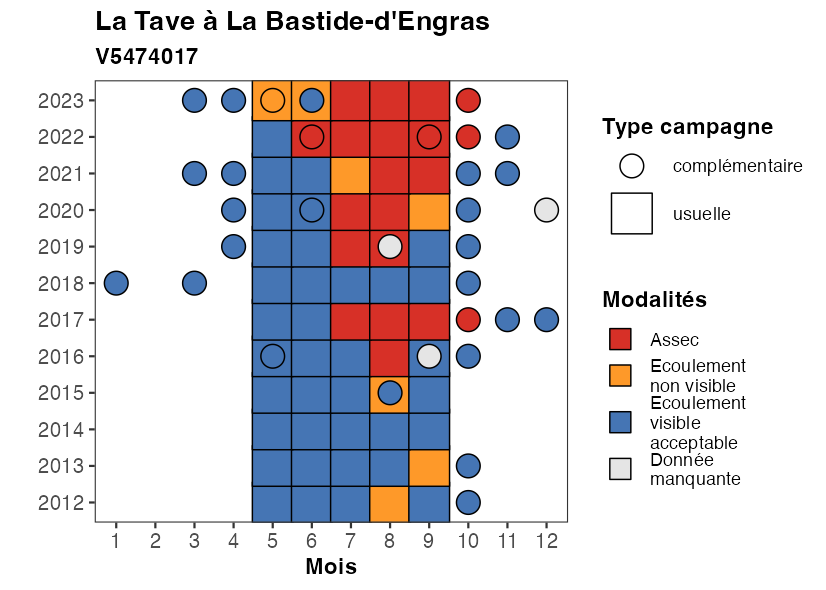 La Tave à La Bastide-d'Engras
V5474017
2023
2022
2021
2020
2019
2018
2017
2016
2015
2014
2013
2012
1 2 3 4 5 6 7 8 9 10 11 12
Mois
Type campagne
complémentaire
usuelle
Modalités
Assec
Ecoulement
non visible
Ecoulement
visible
acceptable
Donnée
manquante